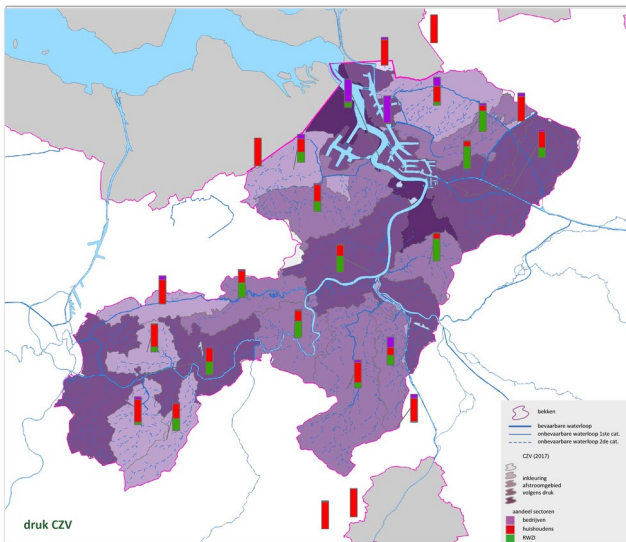 bekken
bevaarbare waterloop
onbevaarbare waterloop 1ste cat.
onbevaarbare waterloop 2de cat.
CZV (2017)
inkleuring
afstroomgebied
volgens druk
aandeel sectoren
bedrijven
huishoudens
RWZI
druk CZV